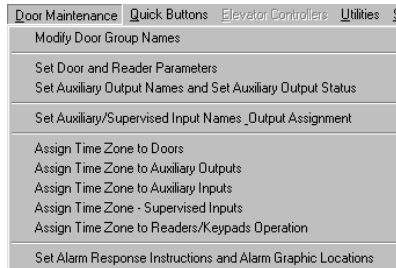 Door Maintenance Quick Buttons Elevator Controllers Utilities
Modify Door Group Names
Set Door and Reader Parameters
Set Auxiliary Output Names and Set Auxiliary Output Status
Set Auxiliary/Supervised Input Names _Output Assignment
Assign Time Zone to Doors
Assign Time Zone to Auxiliary Outputs
Assign Time Zone to Auxiliary Inputs
Assign Time Zone - Supervised Inputs
Assign Time Zone to Readers/Keypads Operation
Set Alarm Response Instructions and Alarm Graphic Locations